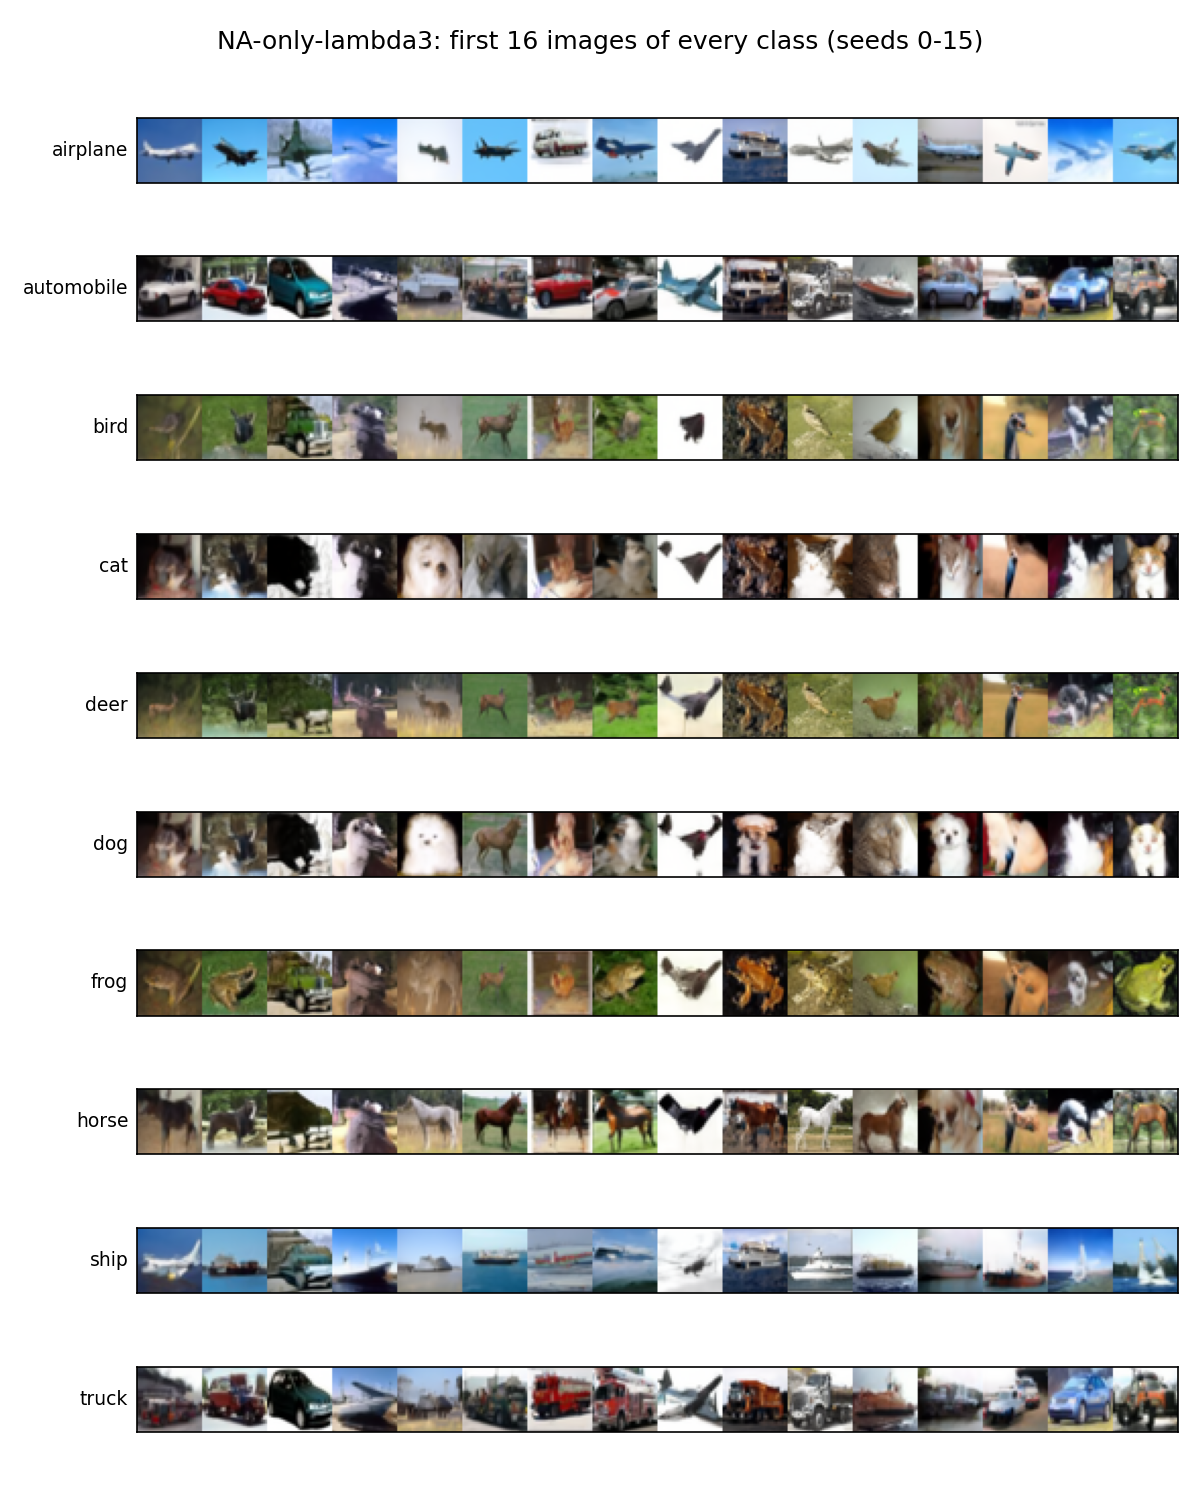 NA-only-lambda3: first 16 images of every class (seeds 0-15)
airplane
automobile
bird
cat
deer
dog
frog
horse
ship
truck